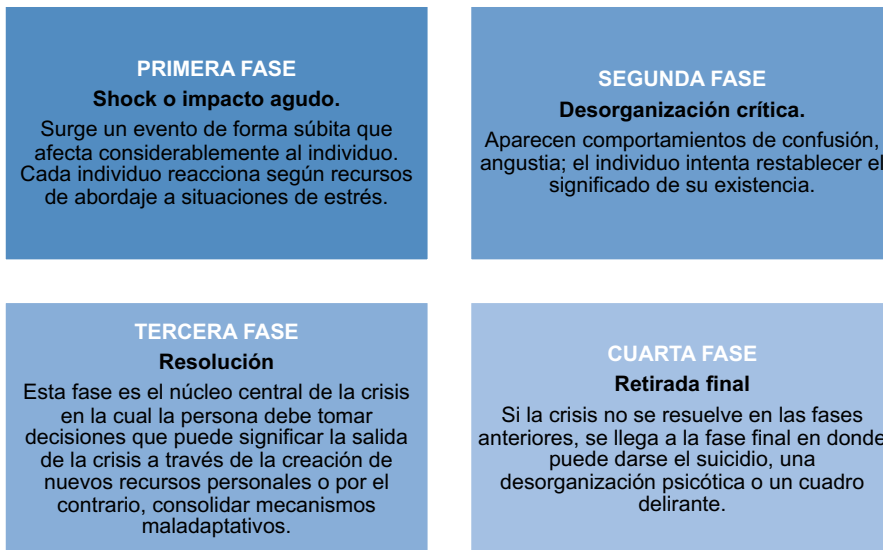 PRIMERA FASE
Shock o impacto agudo.
Surge un evento de forma súbita que
afecta considerablemente al individuo.
Cada individuo reacciona según recursos
de abordaje a situaciones de estrés.
SEGUNDA FASE
Desorganización crítica.
Aparecen comportamientos de confusión,
angustia; el individuo intenta restablecer el
significado de su existencia.
TERCERA FASE
Resolución
Esta fase es el núcleo central de la crisis
en la cual la persona debe tomar
decisiones que puede significar la salida
de la crisis a través de la creación de
nuevos recursos personales o por el
contrario, consolidar mecanismos
maladaptativos.
CUARTA FASE
Retirada final
Si la crisis no se resuelve en las fases
anteriores, se llega a la fase final en donde
puede darse el suicidio, una
desorganización psicótica o un cuadro
delirante.